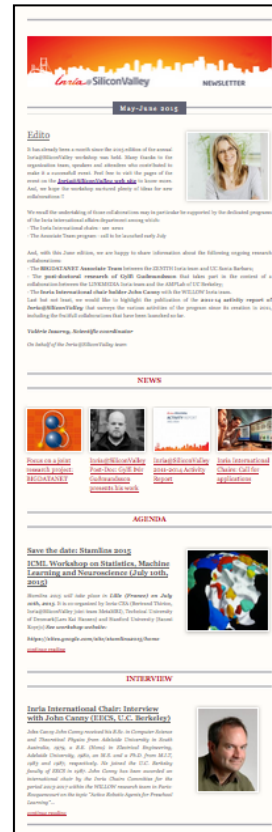 Inria@SiliconValley NEWSLETTER
May-June 2015
Edito
It has already been a month since the 2015 edition of the annual
Inria@SiliconValley workshop was held. Many thanks to the
organization team, speakers and attendees who contributed to
make it a successful event. Feel free to visit the pages of the
event on the Inria@SiliconValley web site to know more.
And, we hope the workshop nurtured plenty of ideas for new
collaborations !!
We recall the undertaking of those collaborations may in particular be supported by the dedicated programs
of the Inria international affairs department among which:
- The Inria International chairs - see news
- The Associate Team program - call to be launched early July
And, with this June edition, we are happy to share information about the following ongoing research
collaborations:
- The BIGDATANET Associate Team between the ZENITH Inria team and UC Santa Barbara;
- The post-doctoral research of Gylfi Gudmundsson that takes part in the context of a
collaboration between the LINKMEDIA Inria team and the AMPLab of UC Berkeley;
- The Inria International chair holder John Canny with the WILLOW Inria team.
Last but not least, we would like to highlight the publication of the 2011-14 activity report of
Inria@SiliconValley that surveys the various activities of the program since its creation in 2011,
including the fruitful collaborations that have been launched so far.
Valérie Issarny, Scientific coordinator
On behalf of the Inria@SiliconValley team
NEWS
Focus on a joint
research project:
BIGDATANET
Inria@SiliconValley
Post-Doc: Gylfi Þór
Gudmundsson
presents his work
Inria@SiliconValley
2011-2014 Activity
Report
Inria International
Chairs: Call for
applications
AGENDA
Save the date: Stamlins 2015
ICML Workshop on Statistics, Machine
Learning and Neuroscience (July 10th,
2015)
Stamlins 2015 will take place in Lille (France) on July
10th, 2015. It is co-organized by Inria CTA (Bertrand Thirion,
Inria@SiliconValley joint team MetaMRI); Technical University
of Denmark (Lars Kai Hansen) and Stanford University (Sanmi
Koyejo) See workshop website:
https://sites.google.com/site/stamlins2015/home
continue reading
INTERVIEW
Inria International Chair: Interview
with John Canny (EECS, U.C. Berkeley)
John Canny received his B.Sc. in Computer Science
and Theoretical Physics from Adelaide University in South
Australia, 1979, a B.E. (Hons) in Electrical Engineering,
Adelaide University, 1980, an M.S. and a Ph.D. from M.I.T,
1983 and 1987, respectively. He joined the U.C. Berkeley
faculty of EECS in 1987. John Canny has been awarded an
international chair by the Inria Chairs Committee for the
period 2013-2017 within the WILLOW research team in Paris-
Rocquencourt on the topic "Active Robotic Agents for Preschool
Learning"...
continue reading